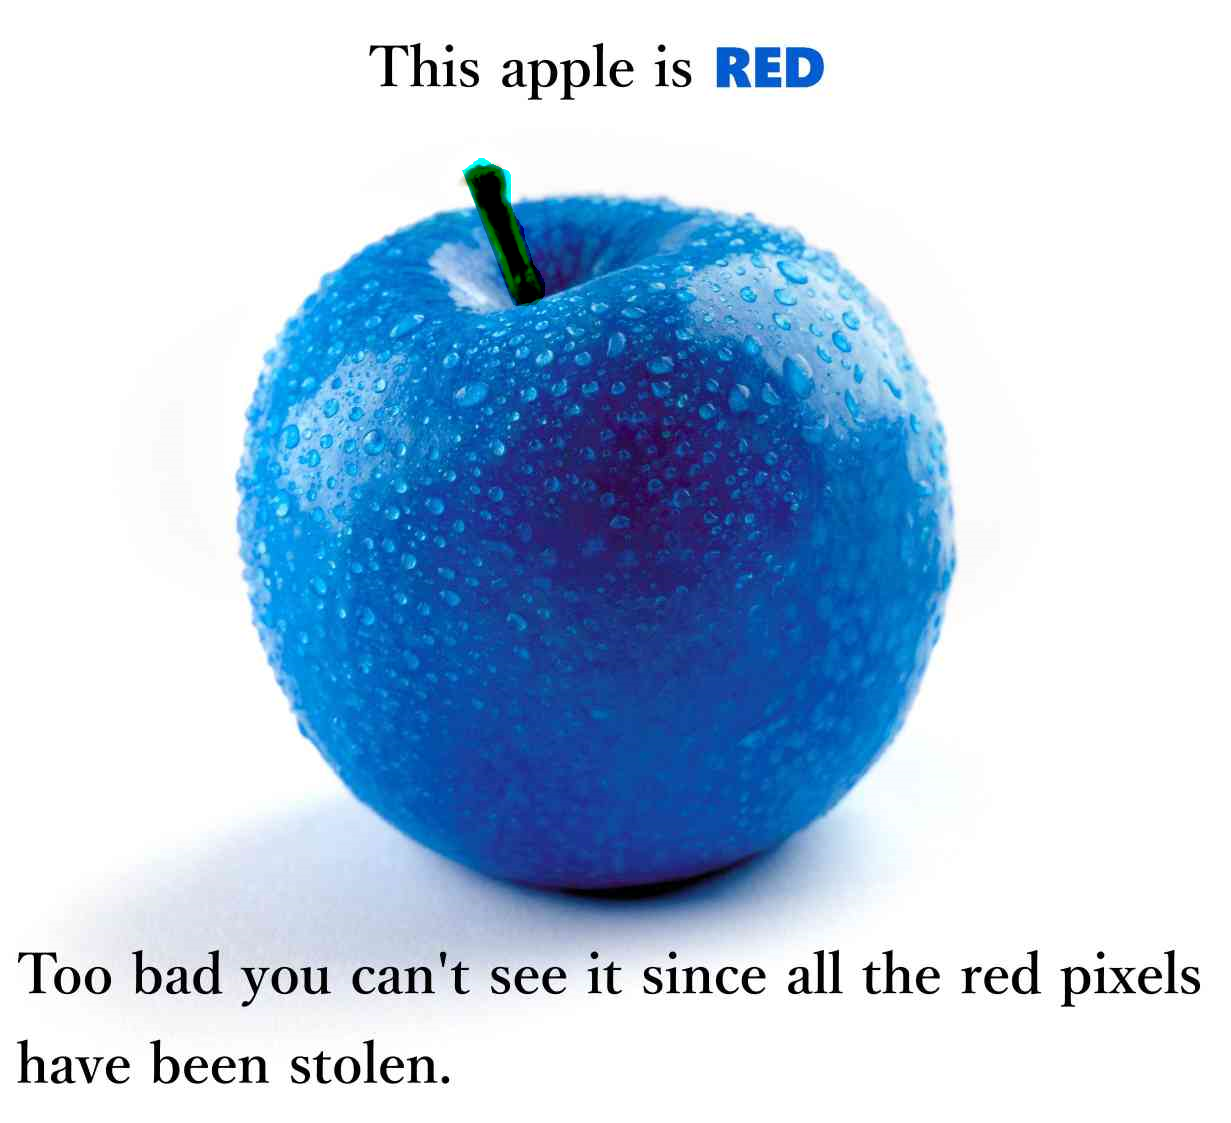 This apple is RED
Too bad you can't see it since all the red pixels
have been stolen.